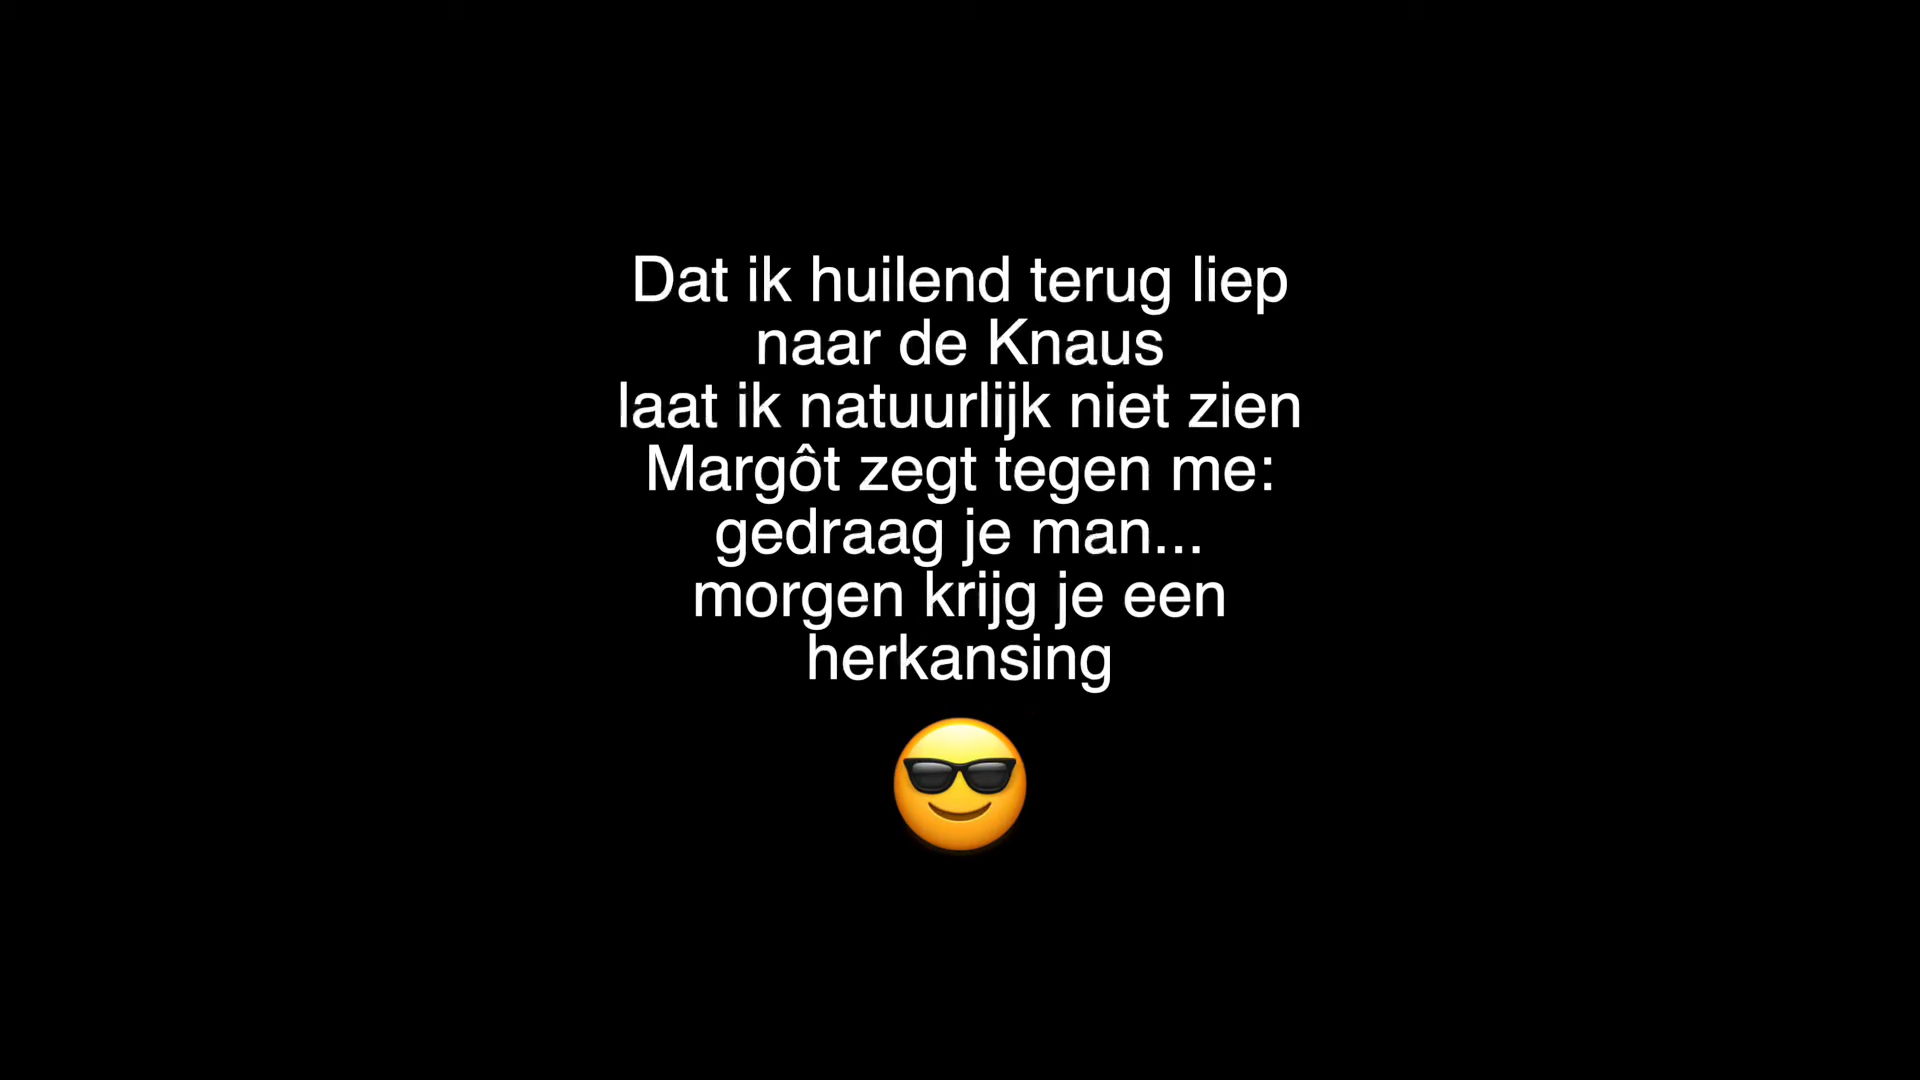 Dat ik huilend terug liep
naar de Knaus
laat ik natuurlijk niet zien
Margôt zegt tegen me:
gedraag je man...
morgen krijg je een
herkansing
😎